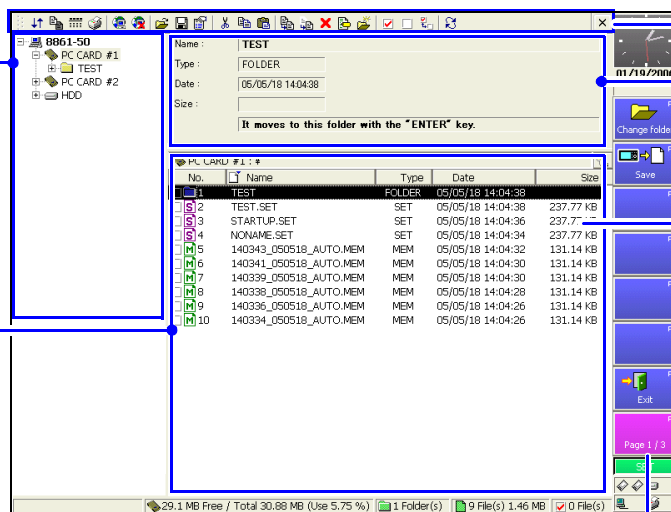 8861-50
PC CARD #1
TEST
PC CARD #2
HDD
Name : TEST
Type : FOLDER
Date : 05/05/18 14:04:38
Size :
It moves to this folder with the "ENTER" key.
PC CARD #1 : ¥
No. Name Type Date Size
1 TEST FOLDER 05/05/18 14:04:38
S 2 TEST.SET SET 05/05/18 14:04:38 237.77 KB
S 3 STARTUP.SET SET 05/05/18 14:04:36 237.77
S 4 NONAME.SET SET 05/05/18 14:04:34 237.77 KB
M 5 140343_050518_AUTO.MEM MEM 05/05/18 14:04:32 131.14 KB
M 6 140341_050518_AUTO.MEM MEM 05/05/18 14:04:30 131.14 KB
M 7 140339_050518_AUTO.MEM MEM 05/05/18 14:04:30 131.14 KB
M 8 140338_050518_AUTO.MEM MEM 05/05/18 14:04:28 131.14 KB
M 9 140336_050518_AUTO.MEM MEM 05/05/18 14:04:26 131.14 KB
M 10 140334_050518_AUTO.MEM MEM 05/05/18 14:04:26 131.14 KB
29.1 MB Free / Total 30.88 MB (Use 5.75 %) 1 Folder(s) 9 File(s) 1.46 MB 0 File(s)
01/19/2006
Change folde
Save
Exit
Page 1 / 3